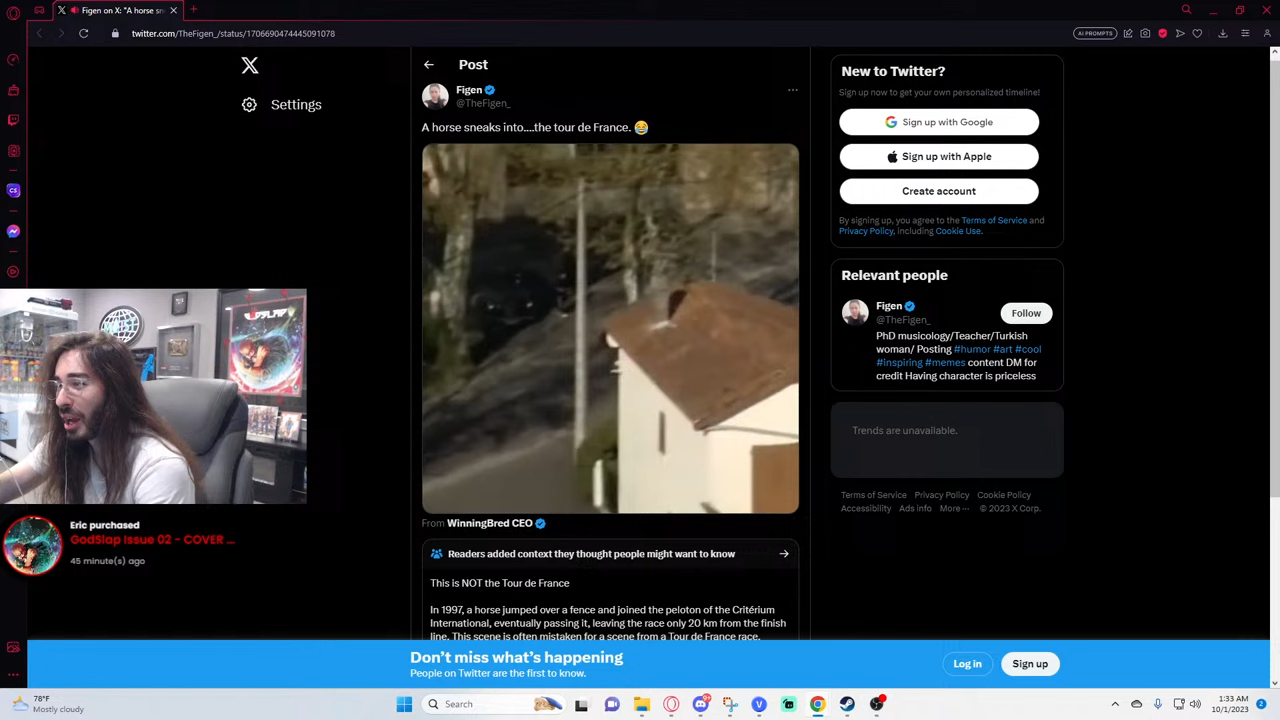 Figen on X: "A horse sn
twitter.com/TheFigen_/status/1706690474445091078
AI PROMPTS
Settings
Post
Figen
@TheFigen_
A horse sneaks into....the tour de France. 😂
From WinningBred CEO
Readers added context they thought people might want to know
This is NOT the Tour de France
In 1997, a horse jumped over a fence and joined the peloton of the Critérium
International, eventually passing it, leaving the race only 20 km from the finish
line. This scene is often mistaken for a scene from a Tour de France race.
New to Twitter?
Sign up now to get your own personalized timeline!
Sign up with Google
Sign up with Apple
Create account
By signing up, you agree to the Terms of Service and
Privacy Policy, including Cookie Use.
Relevant people
Figen
@TheFigen_
Follow
PhD musicology/Teacher/Turkish
woman/ Posting #humor #art #cool
#inspiring #memes content DM for
credit Having character is priceless
Trends are unavailable.
Terms of Service Privacy Policy Cookie Policy
Accessibility Ads info More ··· © 2023 X Corp.
GODSLAP
Eric purchased
GodSlap Issue 02 - COVER ...
45 minute(s) ago
Don't miss what's happening
People on Twitter are the first to know.
Log in
Sign up
78°F
Mostly cloudy
Search
9+
1:33 AM
10/1/2023
2